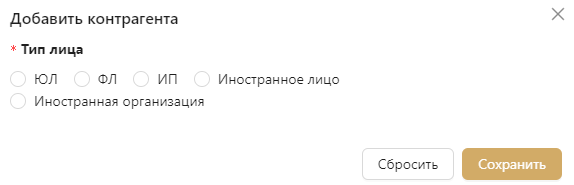 Добавить контрагента
* Тип лица
ЮЛ ФЛ ИП Иностранное лицо
Иностранная организация
Сбросить Сохранить